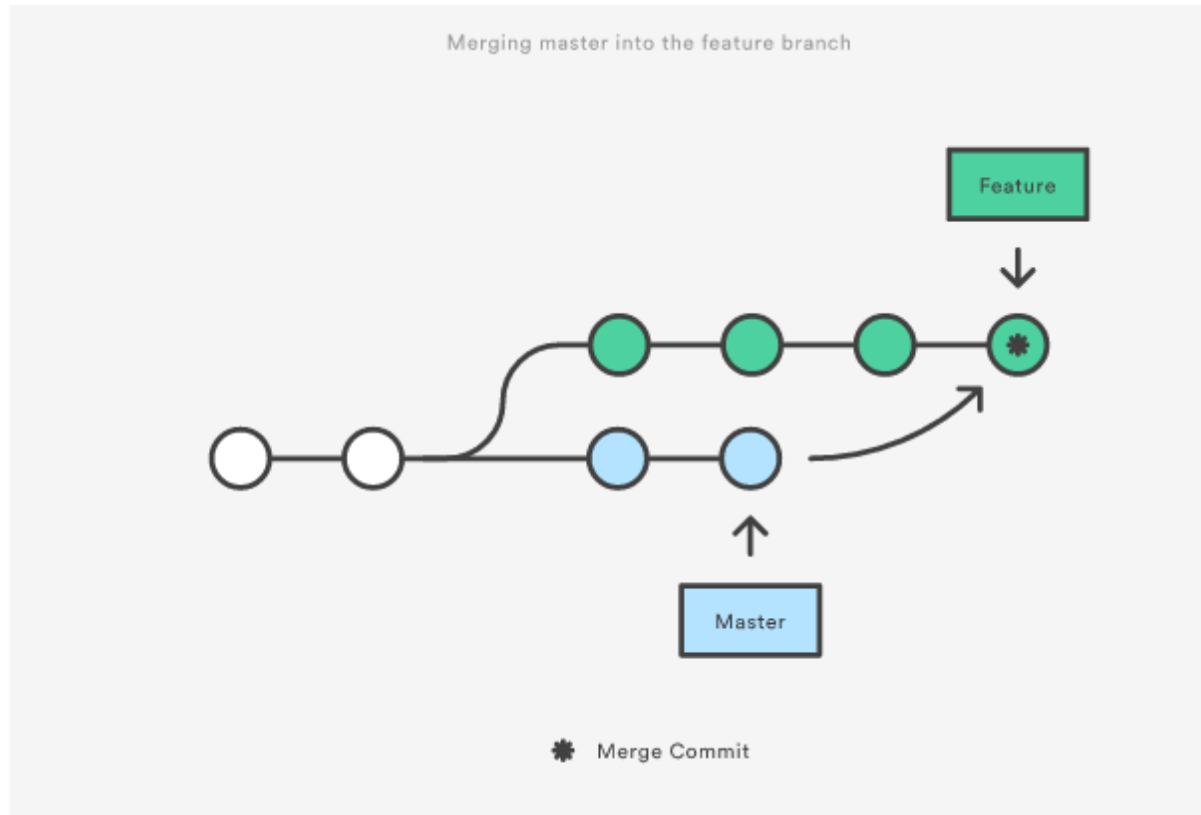 Merging master into the feature branch
Feature
Master
Merge Commit